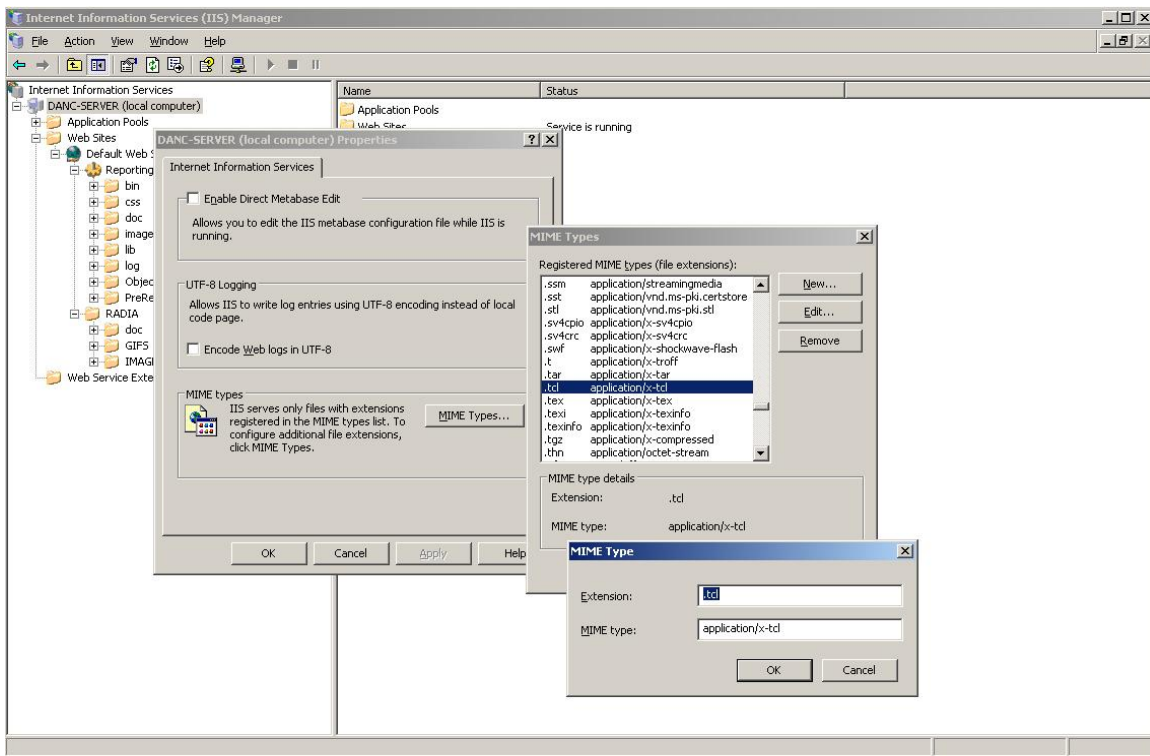 Internet Information Services (IIS) Manager
File Action View Window Help
Internet Information Services
DANC-SERVER (local computer)
Application Pools
Web Sites
Default Web S
Reporting
bin
css
doc
image
lib
log
Objec
PreRe
RADIA
doc
GIFS
IMAGI
Web Service Exte
Name Status
Application Pools
Web Sites Service is running
DANC-SERVER (local computer) Properties
Internet Information Services
Enable Direct Metabase Edit
Allows you to edit the IIS metabase configuration file while IIS is
running.
UTF-8 Logging
Allows IIS to write log entries using UTF-8 encoding instead of local
code page.
Encode Web logs in UTF-8
MIME types
IIS serves only files with extensions
registered in the MIME types list. To
configure additional file extensions,
click MIME Types.
MIME Types...
OK Cancel Apply Help
MIME Types
Registered MIME types (file extensions):
.ssm application/streamingmedia
.sst application/vnd.ms-pki.certstore
.stl application/vnd.ms-pki.stl
.sv4cpio application/x-sv4cpio
.sv4crc application/x-sv4crc
.swf application/x-shockwave-flash
.t application/x-troff
.tar application/x-tar
.tcl application/x-tcl
.tex application/x-tex
.texi application/x-texinfo
.texinfo application/x-texinfo
.tgz application/x-compressed
.thn application/octet-stream
New...
Edit...
Remove
MIME type details
Extension: .tcl
MIME type: application/x-tcl
MIME Type
Extension: .tcl
MIME type: application/x-tcl
OK Cancel